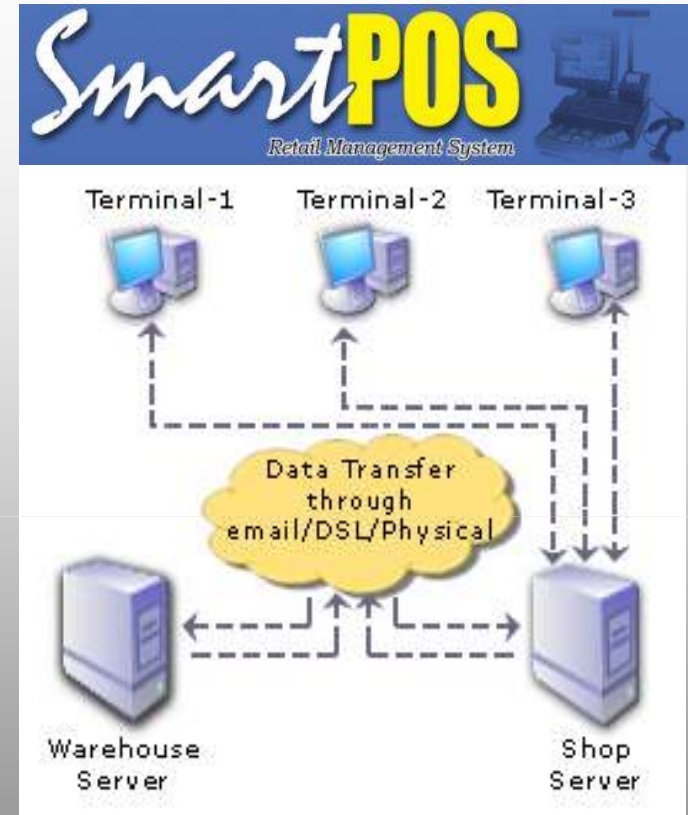 SmartPOS
Retail Management System
Terminal-1 Terminal-2 Terminal-3
Data Transfer
through
email/DSL/Physical
Warehouse
Server
Shop
Server